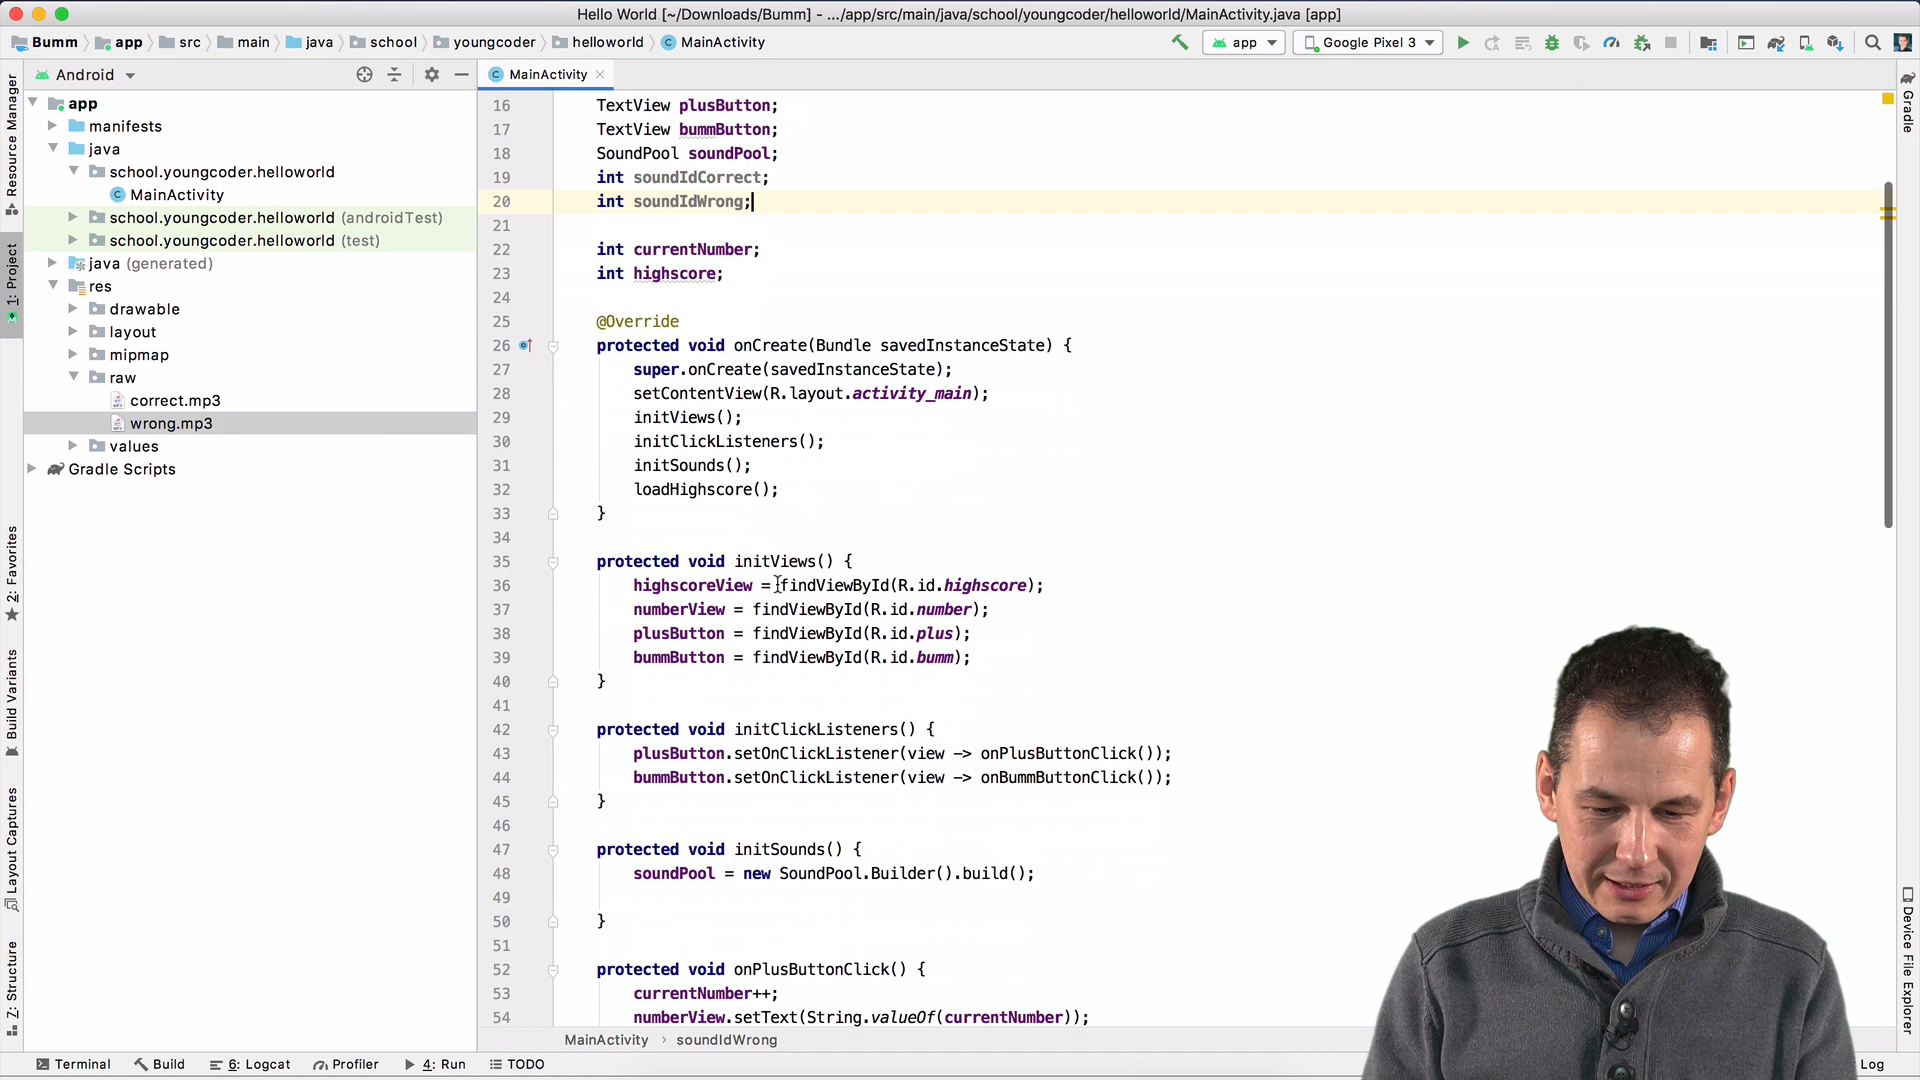 Hello World [~/Downloads/Bumm] - .../app/src/main/java/school/youngcoder/helloworld/MainActivity.java [app]
Bumm app src main java school youngcoder helloworld MainActivity app Google Pixel 3
Android
MainActivity
app
manifests
java
school.youngcoder.helloworld
MainActivity
school.youngcoder.helloworld (androidTest)
school.youngcoder.helloworld (test)
java (generated)
res
drawable
layout
mipmap
raw
correct.mp3
wrong.mp3
values
Gradle Scripts
Resource Manager
1: Project
2: Favorites
Build Variants
Layout Captures
Z: Structure
16 TextView plusButton;
17 TextView bummButton;
18 SoundPool soundPool;
19 int soundIdCorrect;
20 int soundIdWrong;
21
22 int currentNumber;
23 int highscore;
24
25 @Override
26 protected void onCreate(Bundle savedInstanceState) {
27 super.onCreate(savedInstanceState);
28 setContentView(R.layout.activity_main);
29 initViews();
30 initClickListeners();
31 initSounds();
32 loadHighscore();
33 }
34
35 protected void initViews() {
36 highscoreView = findViewById(R.id.highscore);
37 numberView = findViewById(R.id.number);
38 plusButton = findViewById(R.id.plus);
39 bummButton = findViewById(R.id.bumm);
40 }
41
42 protected void initClickListeners() {
43 plusButton.setOnClickListener(view -> onPlusButtonClick());
44 bummButton.setOnClickListener(view -> onBummButtonClick());
45 }
46
47 protected void initSounds() {
48 soundPool = new SoundPool.Builder().build();
49
50 }
51
52 protected void onPlusButtonClick() {
53 currentNumber++;
54 numberView.setText(String.valueOf(currentNumber));
MainActivity › soundIdWrong
Gradle
Device File Explorer
Terminal Build 6: Logcat Profiler 4: Run TODO Log